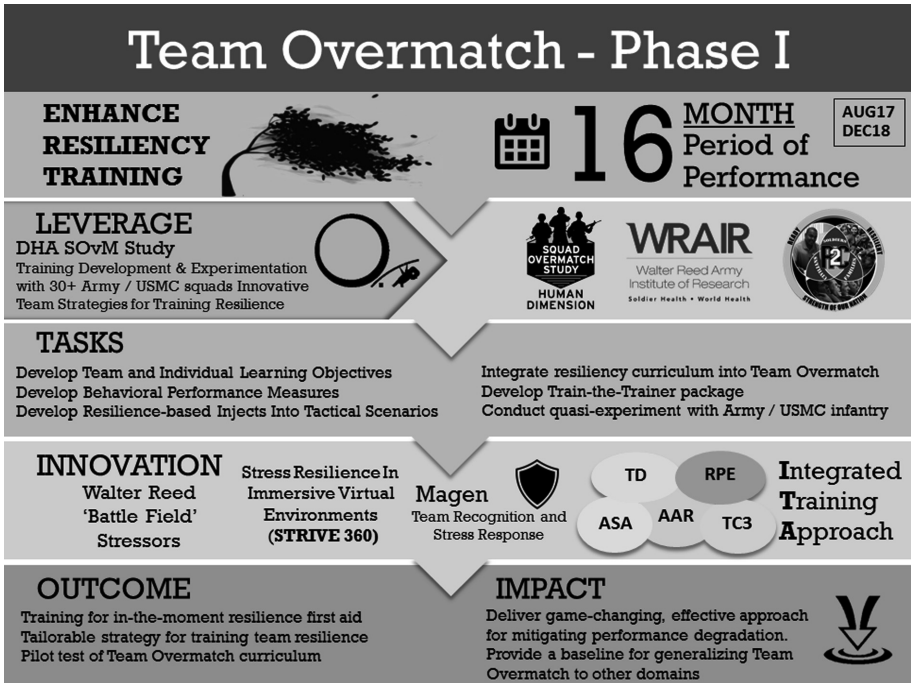 Team Overmatch - Phase I
ENHANCE
RESILIENCY
TRAINING
16
MONTH
Period of
Performance
AUG17
DEC18
LEVERAGE
DHA SOvM Study
Training Development & Experimentation
with 30+ Army / USMC squads Innovative
Team Strategies for Training Resilience
SQUAD
OVERMATCH
STUDY
HUMAN
DIMENSION
WRAIR
Walter Reed Army
Institute of Research
Soldier Health • World Health
READY
RESILIENT
STRENGTH OF OUR NATION
TASKS
Develop Team and Individual Learning Objectives
Develop Behavioral Performance Measures
Develop Resilience-based Injects Into Tactical Scenarios
Integrate resiliency curriculum into Team Overmatch
Develop Train-the-Trainer package
Conduct quasi-experiment with Army / USMC infantry
INNOVATION
Walter Reed
‘Battle Field’
Stressors
Stress Resilience In
Immersive Virtual
Environments
(STRIVE 360)
Magen
Team Recognition and
Stress Response
TD
RPE
ASA
AAR
TC3
Integrated
Training
Approach
OUTCOME
Training for in-the-moment resilience first aid
Tailorable strategy for training team resilience
Pilot test of Team Overmatch curriculum
IMPACT
Deliver game-changing, effective approach
for mitigating performance degradation.
Provide a baseline for generalizing Team
Overmatch to other domains